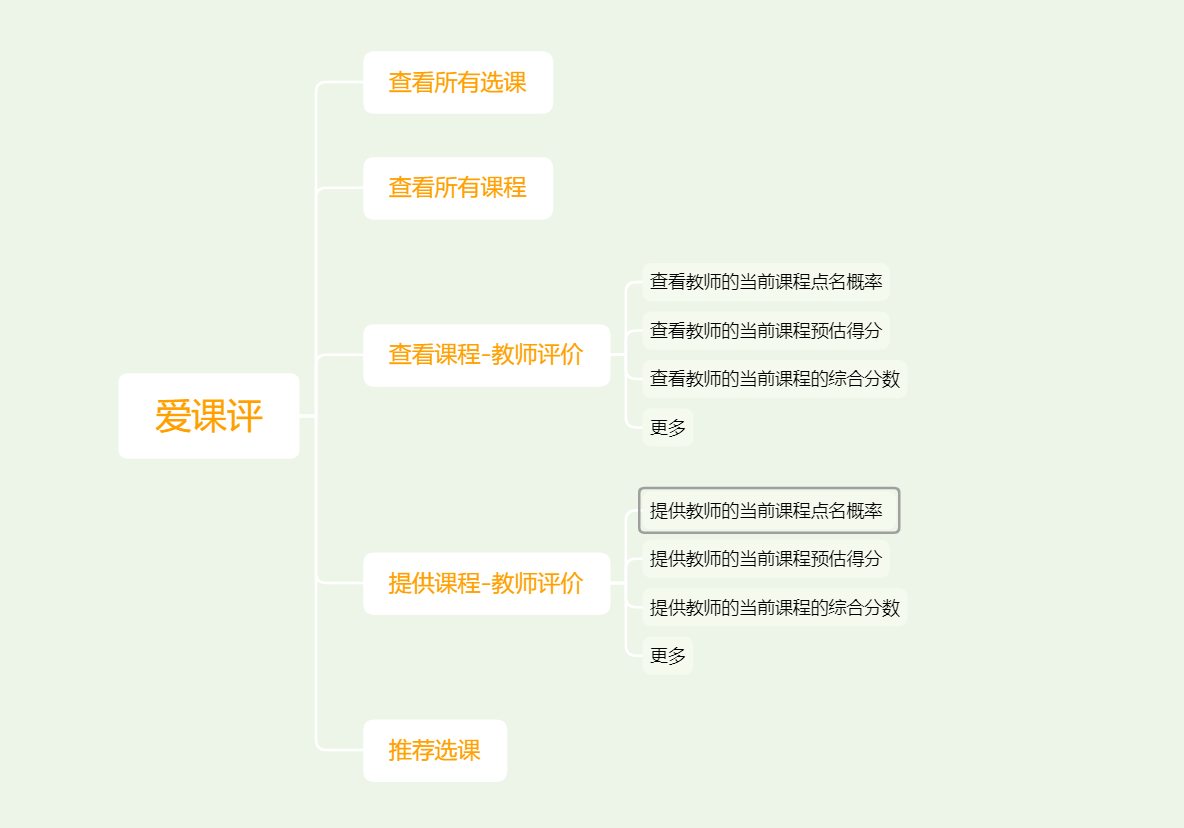 爱课评
查看所有选课
查看所有课程
查看课程-教师评价
查看教师的当前课程点名概率
查看教师的当前课程预估得分
查看教师的当前课程的综合分数
更多
提供课程-教师评价
提供教师的当前课程点名概率
提供教师的当前课程预估得分
提供教师的当前课程的综合分数
更多
推荐选课